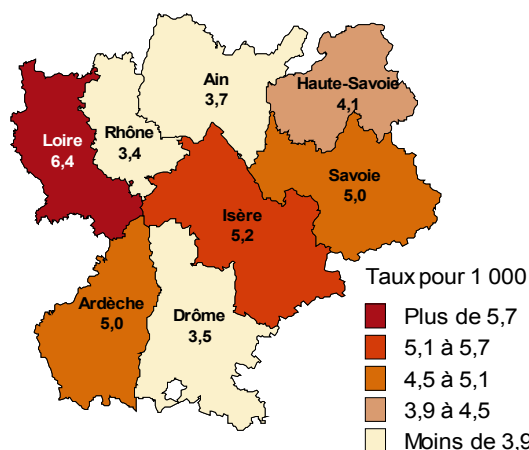 Ain
3,7
Haute-Savoie
4,1
Loire
6,4
Rhône
3,4
Savoie
5,0
Isère
5,2
Ardèche
5,0
Drôme
3,5
Taux pour 1 000
Plus de 5,7
5,1 à 5,7
4,5 à 5,1
3,9 à 4,5
Moins de 3,9